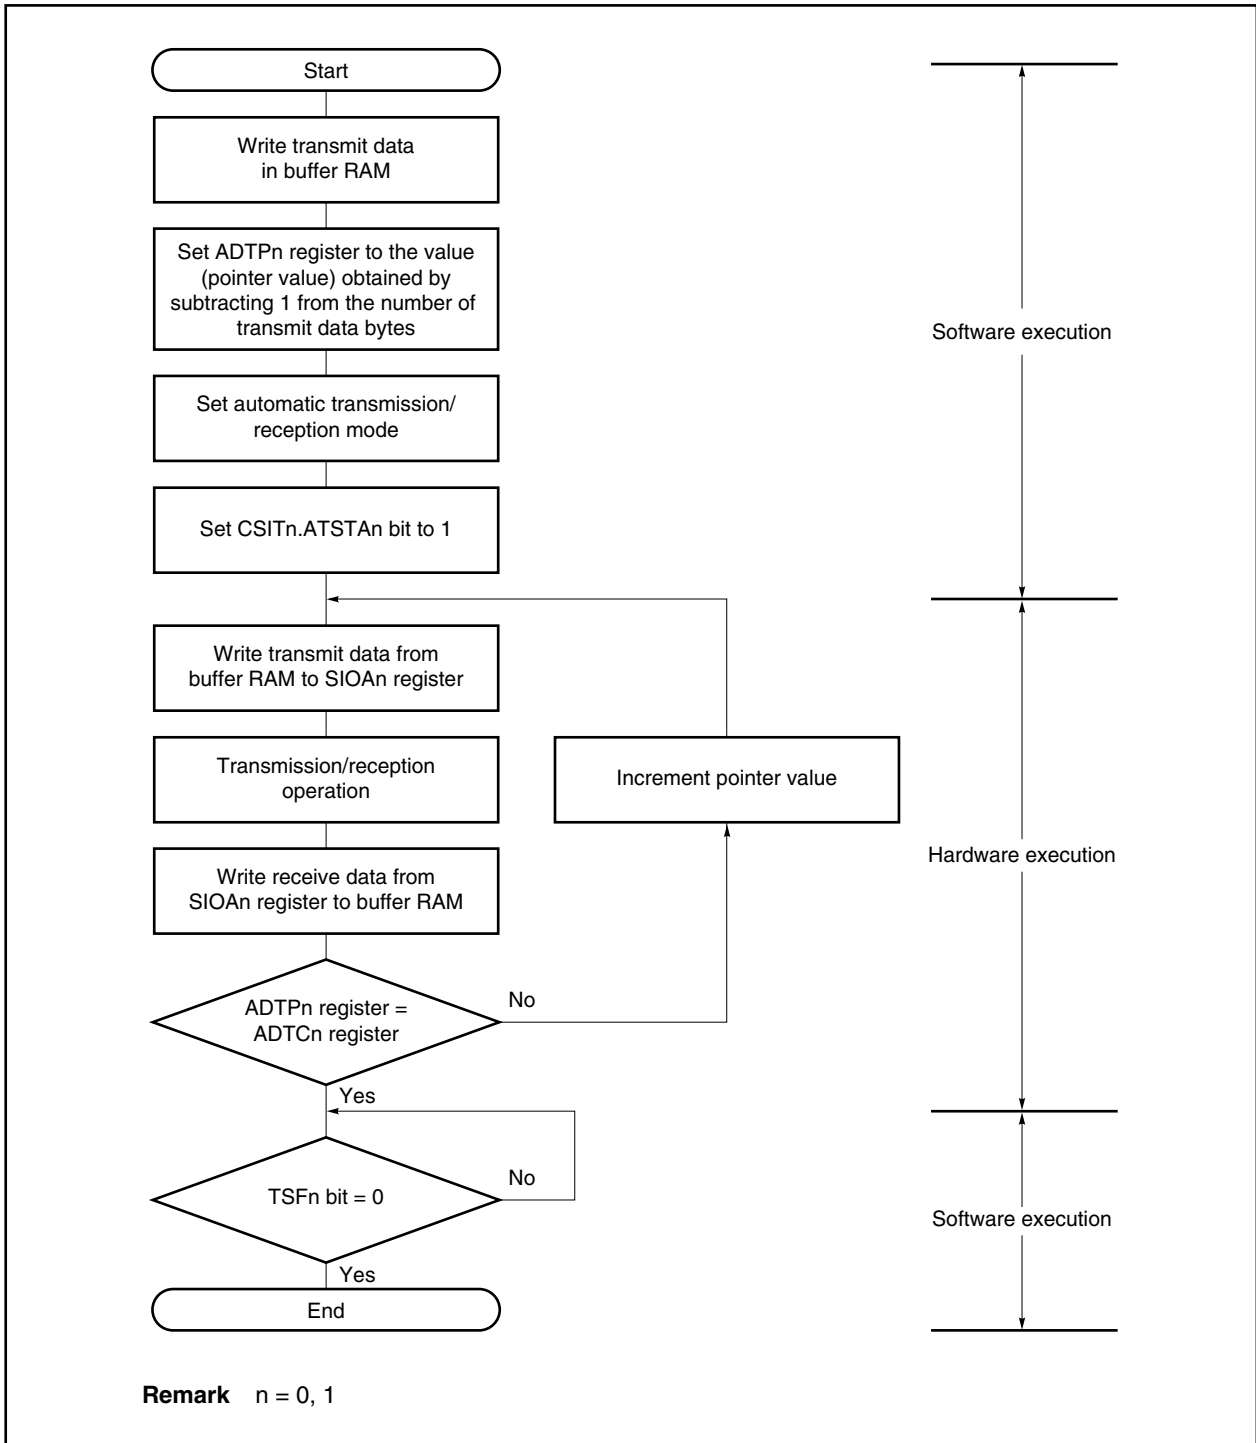 Start
Write transmit data
in buffer RAM
Set ADTPn register to the value
(pointer value) obtained by
subtracting 1 from the number of
transmit data bytes
Software execution
Set automatic transmission/
reception mode
Set CSITn.ATSTAn bit to 1
Write transmit data from
buffer RAM to SIOAn register
Transmission/reception
operation
Increment pointer value
Hardware execution
Write receive data from
SIOAn register to buffer RAM
ADTPn register =
ADTCn register
No
Yes
TSFn bit = 0
No
Software execution
Yes
End
Remark n = 0, 1